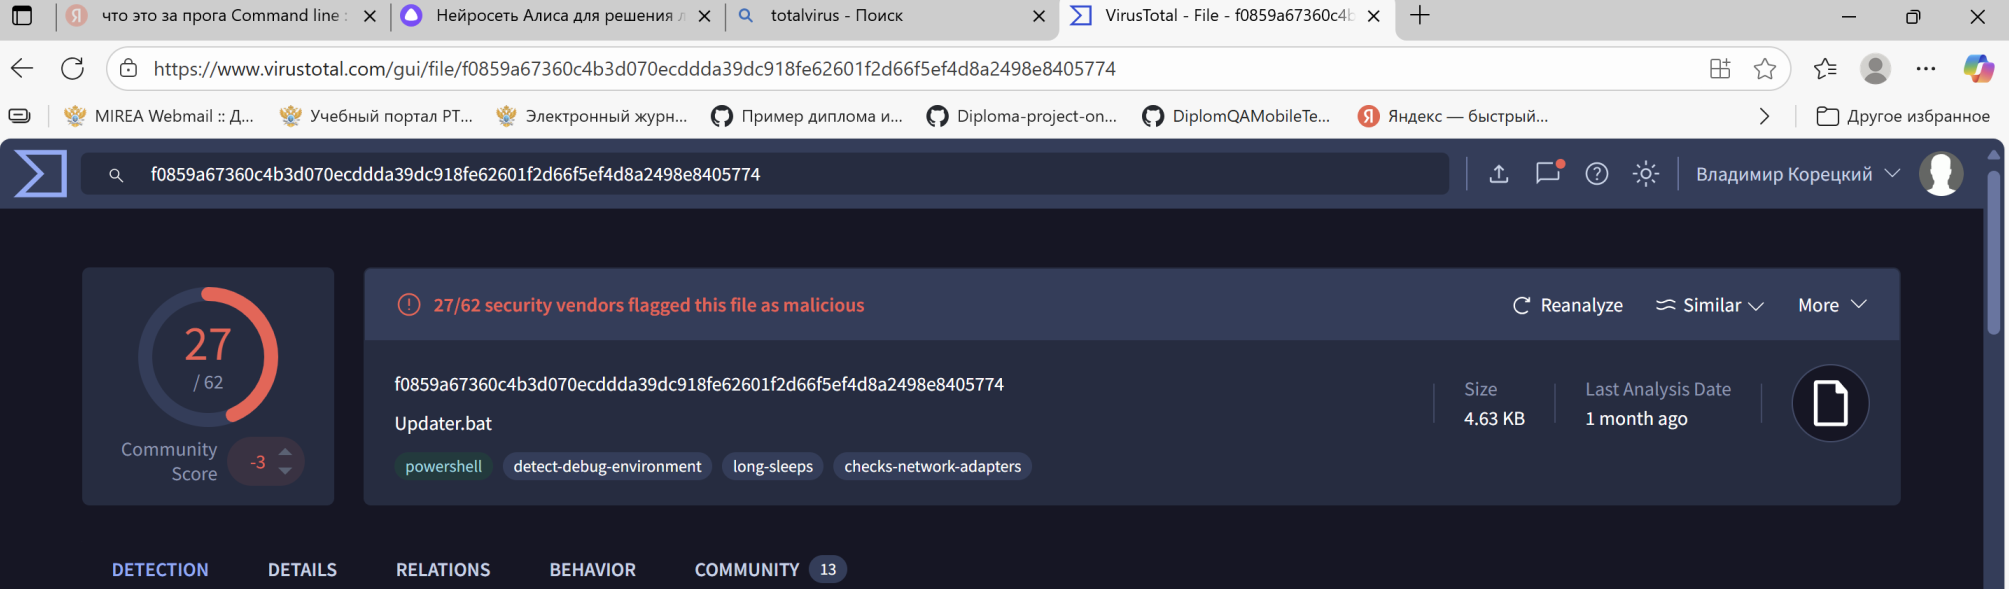 что это за прога Command line :
Нейросеть Алиса для решения л
totalvirus - Поиск
VirusTotal - File - f0859a67360c4b
https://www.virustotal.com/gui/file/f0859a67360c4b3d070ecddda39dc918fe62601f2d66f5ef4d8a2498e8405774
MIREA Webmail :: Д...
Учебный портал РТ...
Электронный журн...
Пример диплома и...
Diploma-project-on...
DiplomQAMobileTe...
Яндекс — быстрый...
Другое избранное
f0859a67360c4b3d070ecddda39dc918fe62601f2d66f5ef4d8a2498e8405774
Владимир Корецкий
27
/ 62
Community
Score
-3
27/62 security vendors flagged this file as malicious
Reanalyze
Similar
More
f0859a67360c4b3d070ecddda39dc918fe62601f2d66f5ef4d8a2498e8405774
Updater.bat
powershell
detect-debug-environment
long-sleeps
checks-network-adapters
Size
4.63 KB
Last Analysis Date
1 month ago
DETECTION
DETAILS
RELATIONS
BEHAVIOR
COMMUNITY 13